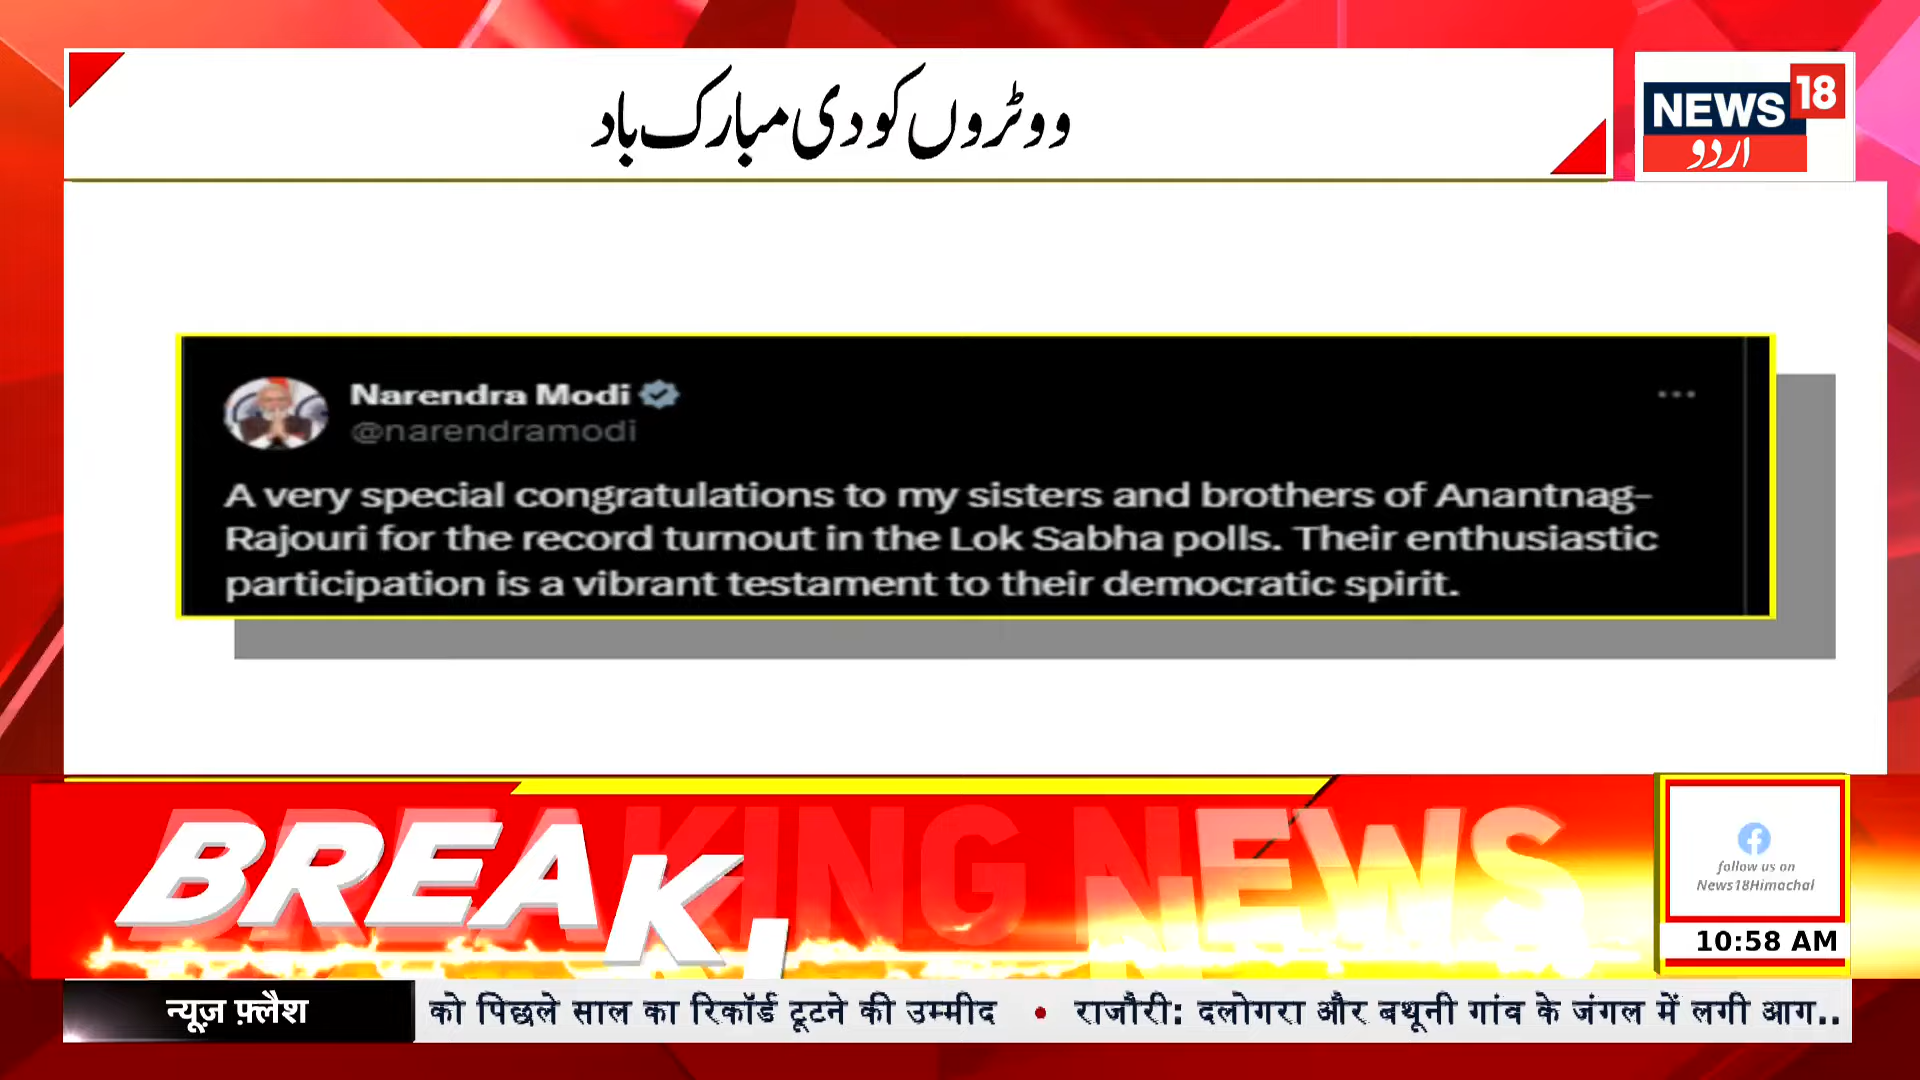 ووٹروں کو دی مبارک باد
NEWS 18
اردو
Narendra Modi
@narendramodi
A very special congratulations to my sisters and brothers of Anantnag-
Rajouri for the record turnout in the Lok Sabha polls. Their enthusiastic
participation is a vibrant testament to their democratic spirit.
BREAKING NEWS
BREAK
follow us on
News18Himachal
10:58 AM
न्यूज़ फ़्लैश
को पिछले साल का रिकॉर्ड टूटने की उम्मीद • राजौरी: दलोगरा और बथूनी गांव के जंगल में लगी आग..